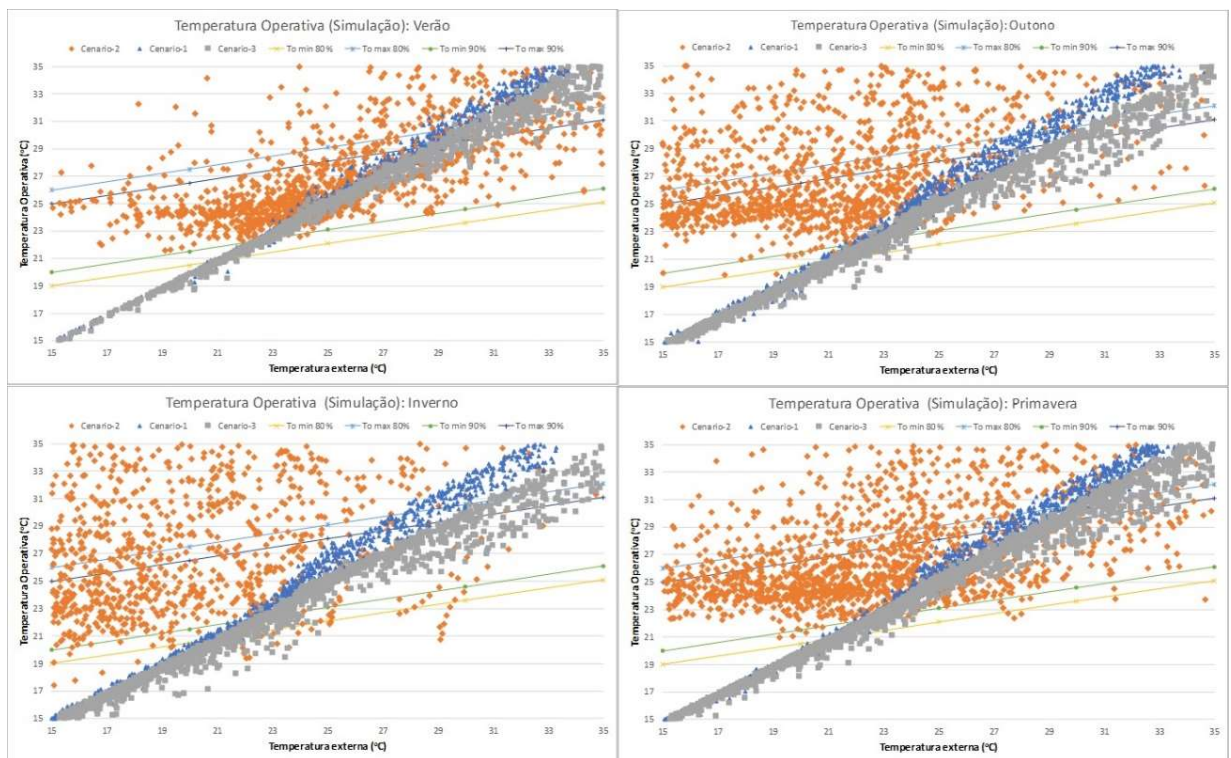 Temperatura Operativa (Simulação): Verão
Cenario-2 Cenario-1 Cenario-3 To min 80% To max 80% To min 90% To max 90%
35
33
31
29
27
25
23
21
19
17
15
Temperatura Operativa (°C)
15 17 19 21 23 25 27 29 31 33 35
Temperatura externa (°C)
Temperatura Operativa (Simulação): Outono
Cenario-2 Cenario-1 Cenario-3 To min 80% To max 80% To min 90% To max 90%
35
33
31
29
27
25
23
21
19
17
15
Temperatura Operativa (°C)
15 17 19 21 23 25 27 29 31 33 35
Temperatura externa (°C)
Temperatura Operativa (Simulação): Inverno
Cenario-2 Cenario-1 Cenario-3 To min 80% To max 80% To min 90% To max 90%
35
33
31
29
27
25
23
21
19
17
15
Temperatura Operativa (°C)
15 17 19 21 23 25 27 29 31 33 35
Temperatura externa (°C)
Temperatura Operativa (Simulação): Primavera
Cenario-2 Cenario-1 Cenario-3 To min 80% To max 80% To min 90% To max 90%
35
33
31
29
27
25
23
21
19
17
15
Temperatura Operativa (°C)
15 17 19 21 23 25 27 29 31 33 35
Temperatura externa (°C)